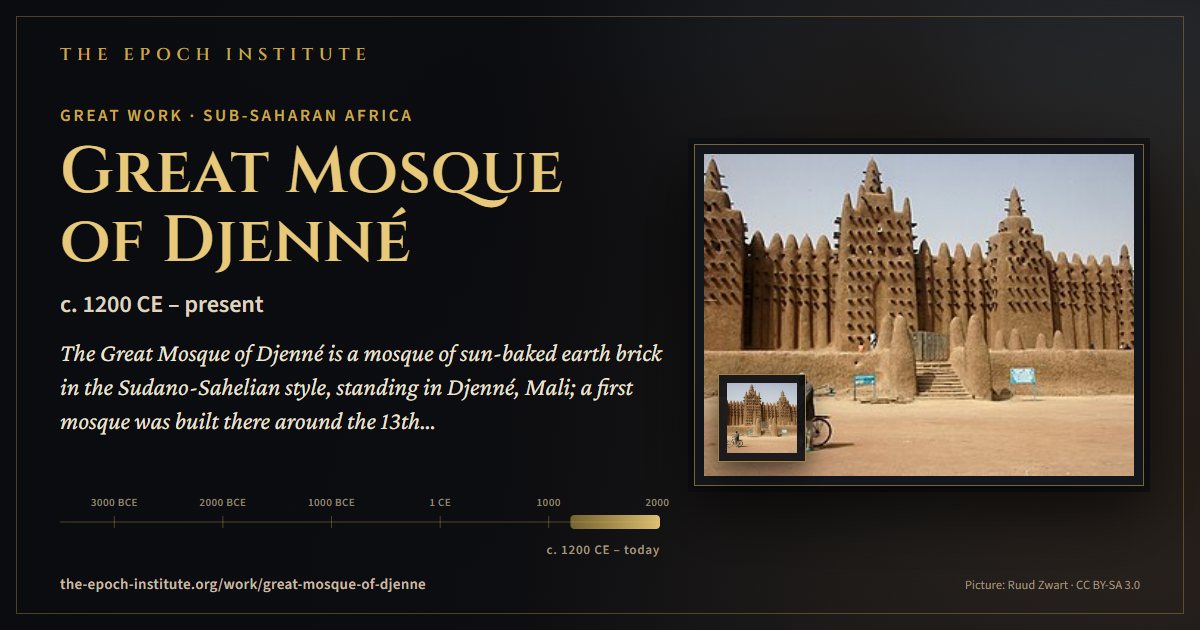 THE EPOCH INSTITUTE
GREAT WORK · SUB-SAHARAN AFRICA
GREAT MOSQUE
OF DJENNÉ
c. 1200 CE – present
The Great Mosque of Djenné is a mosque of sun-baked earth brick
in the Sudano-Sahelian style, standing in Djenné, Mali; a first
mosque was built there around the 13th...
3000 BCE 2000 BCE 1000 BCE 1 CE 1000 2000
c. 1200 CE – today
the-epoch-institute.org/work/great-mosque-of-djenne
Picture: Ruud Zwart · CC BY-SA 3.0